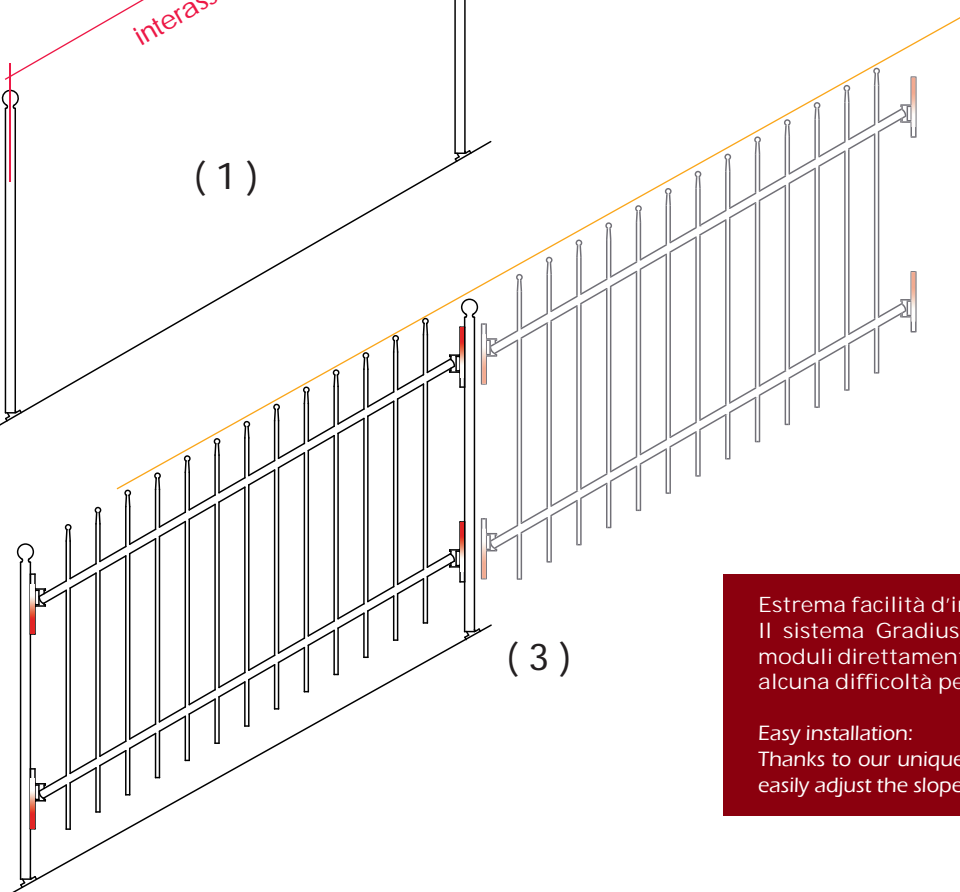 interass
( 1 )
( 3 )
Estrema facilità d'in
Il sistema Gradius
moduli direttament
alcuna difficoltà pe
Easy installation:
Thanks to our unique
easily adjust the slope